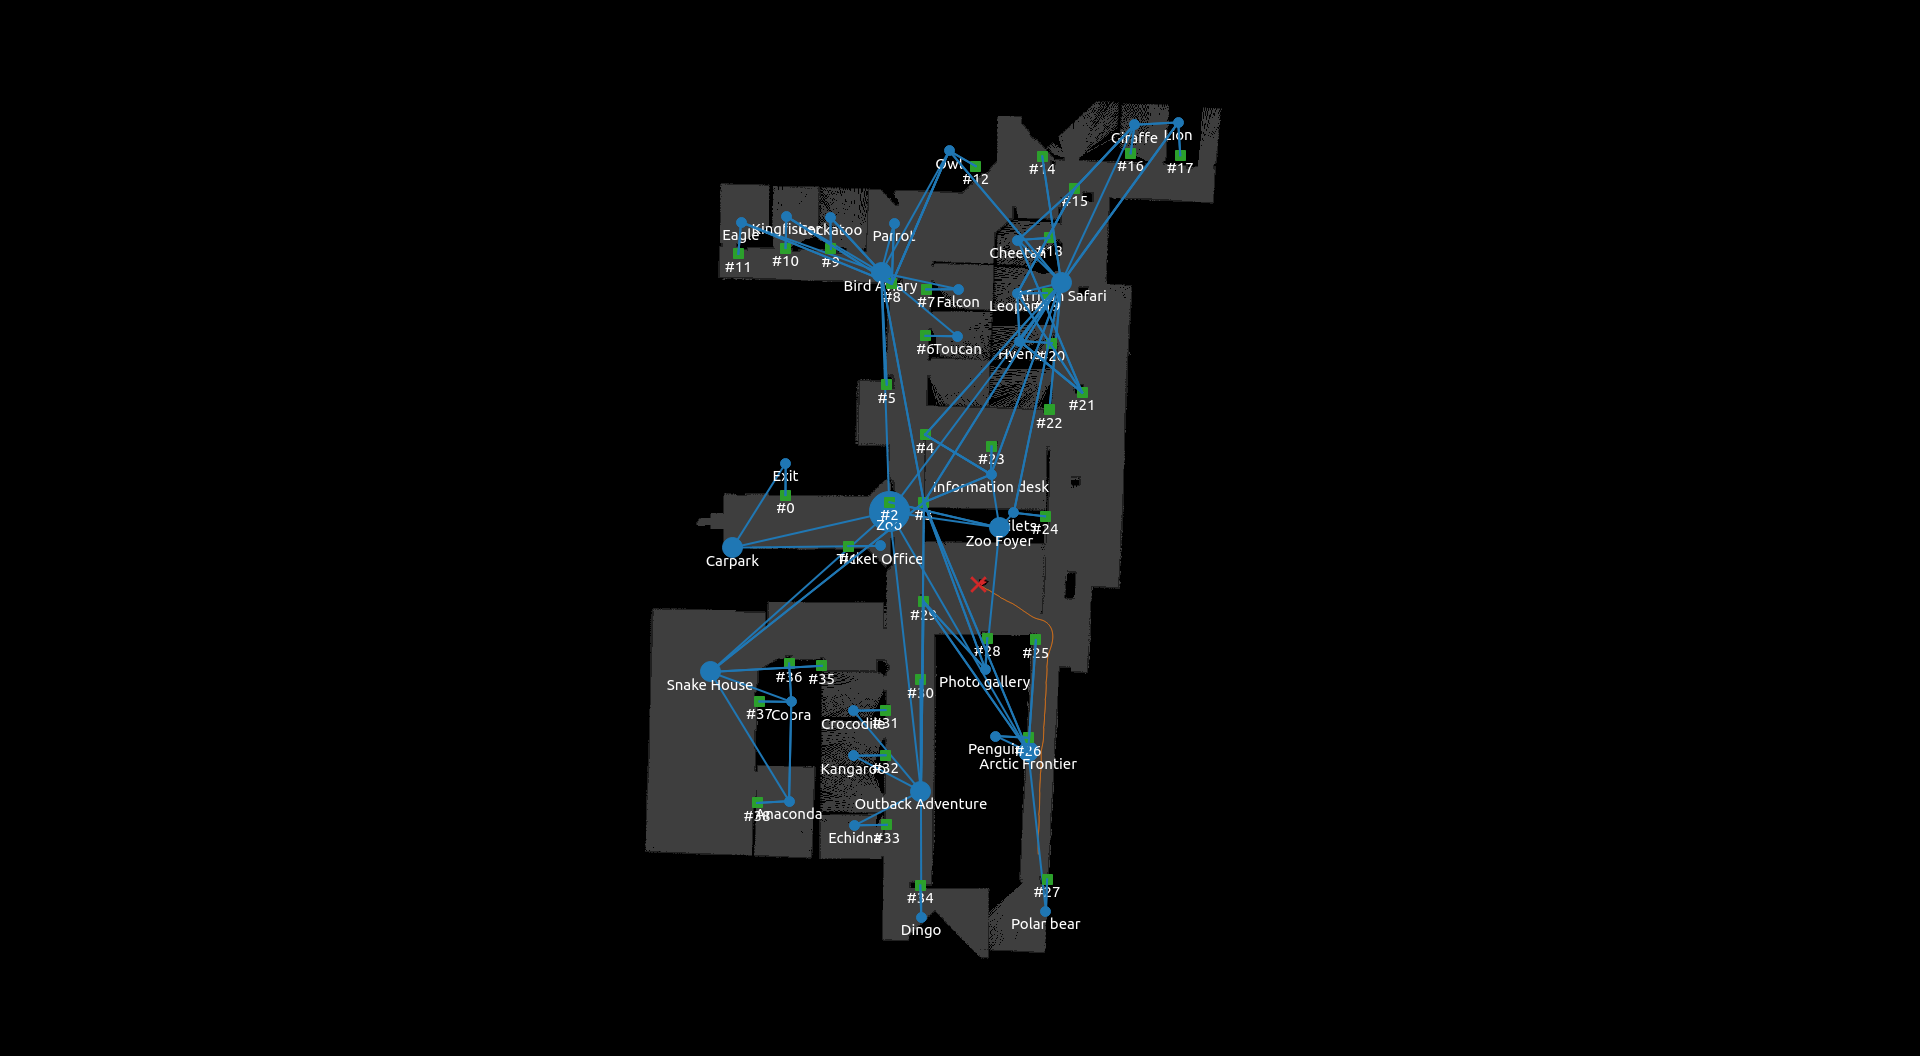 Giraffe
Lion
Owl
#12
#14
#16
#17
#15
Eagle
Kingfisher
Cockatoo
Parrot
#11
#10
#9
Cheetah
#18
Bird Aviary
#8
#7
Falcon
African Safari
Leopard
#19
#6
Toucan
Hyena
#20
#5
#21
#22
#4
#23
Exit
Information desk
#0
#2
#3
Zoo
Toilets
#24
Zoo Foyer
Carpark
#1
Ticket Office
#29
#28
#25
#36
#35
Snake House
Photo gallery
#30
#37
Cobra
Crocodile
#31
Penguin
#26
Arctic Frontier
Kangaroo
#32
Outback Adventure
#38
Anaconda
Echidna
#33
#34
#27
Dingo
Polar bear